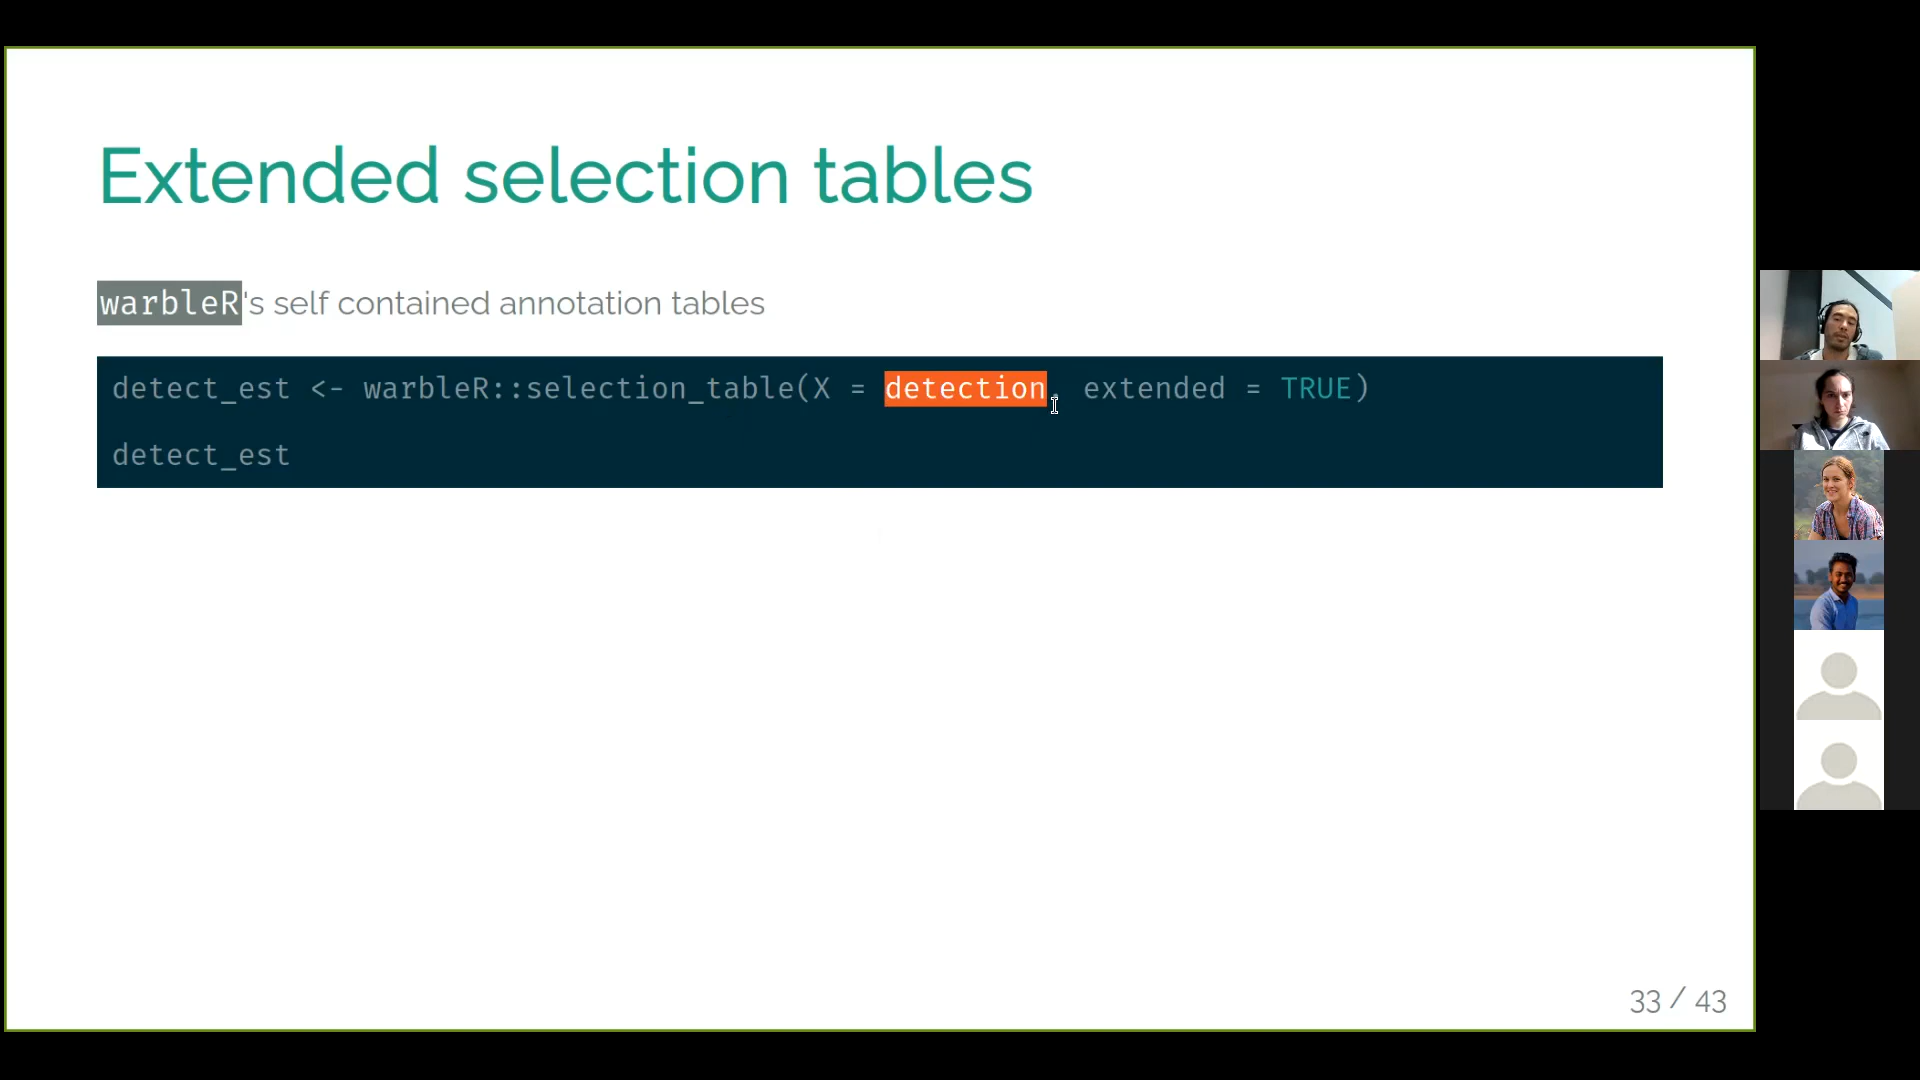 Extended selection tables
warbleR's self contained annotation tables
detect_est <- warbleR::selection_table(X = detection, extended = TRUE)
detect_est
33 / 43